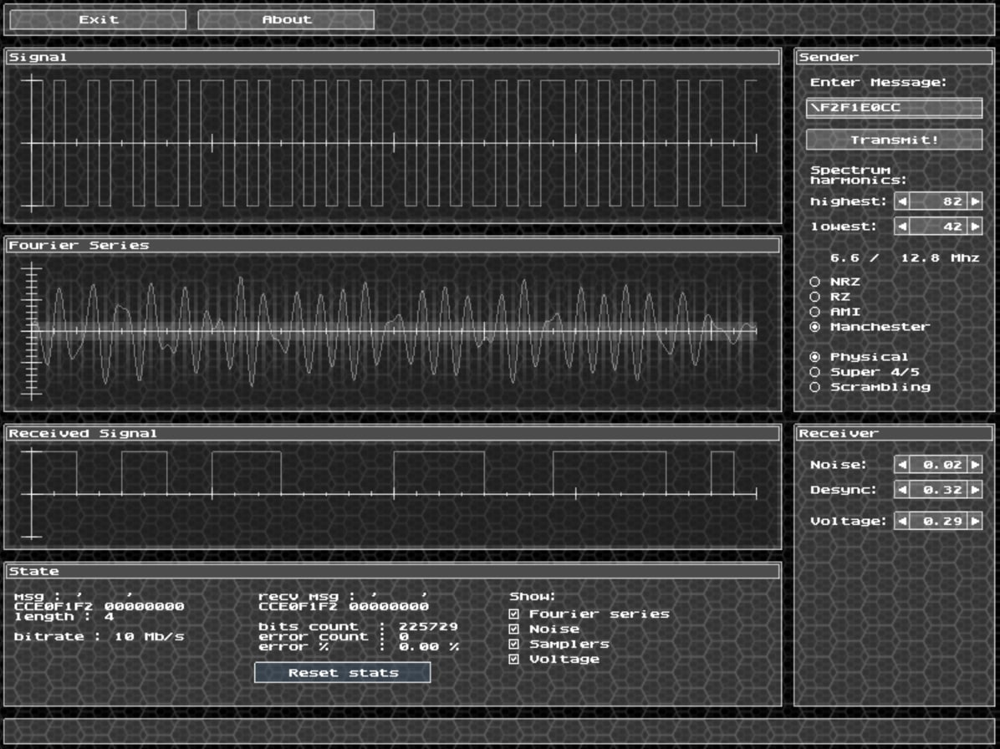 Exit About
Signal
Fourier Series
Received Signal
State
msg : ' '
CCE0F1F2 00000000
length : 4
bitrate : 10 Mb/s
recv msg : ' '
CCE0F1F2 00000000
bits count : 225729
error count : 0
error % : 0.00 %
Reset stats
Show:
Fourier series
Noise
Samplers
Voltage
Sender
Enter Message:
\F2F1E0CC
Transmit!
Spectrum
harmonics:
highest: 82
lowest: 42
6.6 / 12.8 Mhz
NRZ
RZ
AMI
Manchester
Physical
Super 4/5
Scrambling
Receiver
Noise: 0.02
Desync: 0.32
Voltage: 0.29